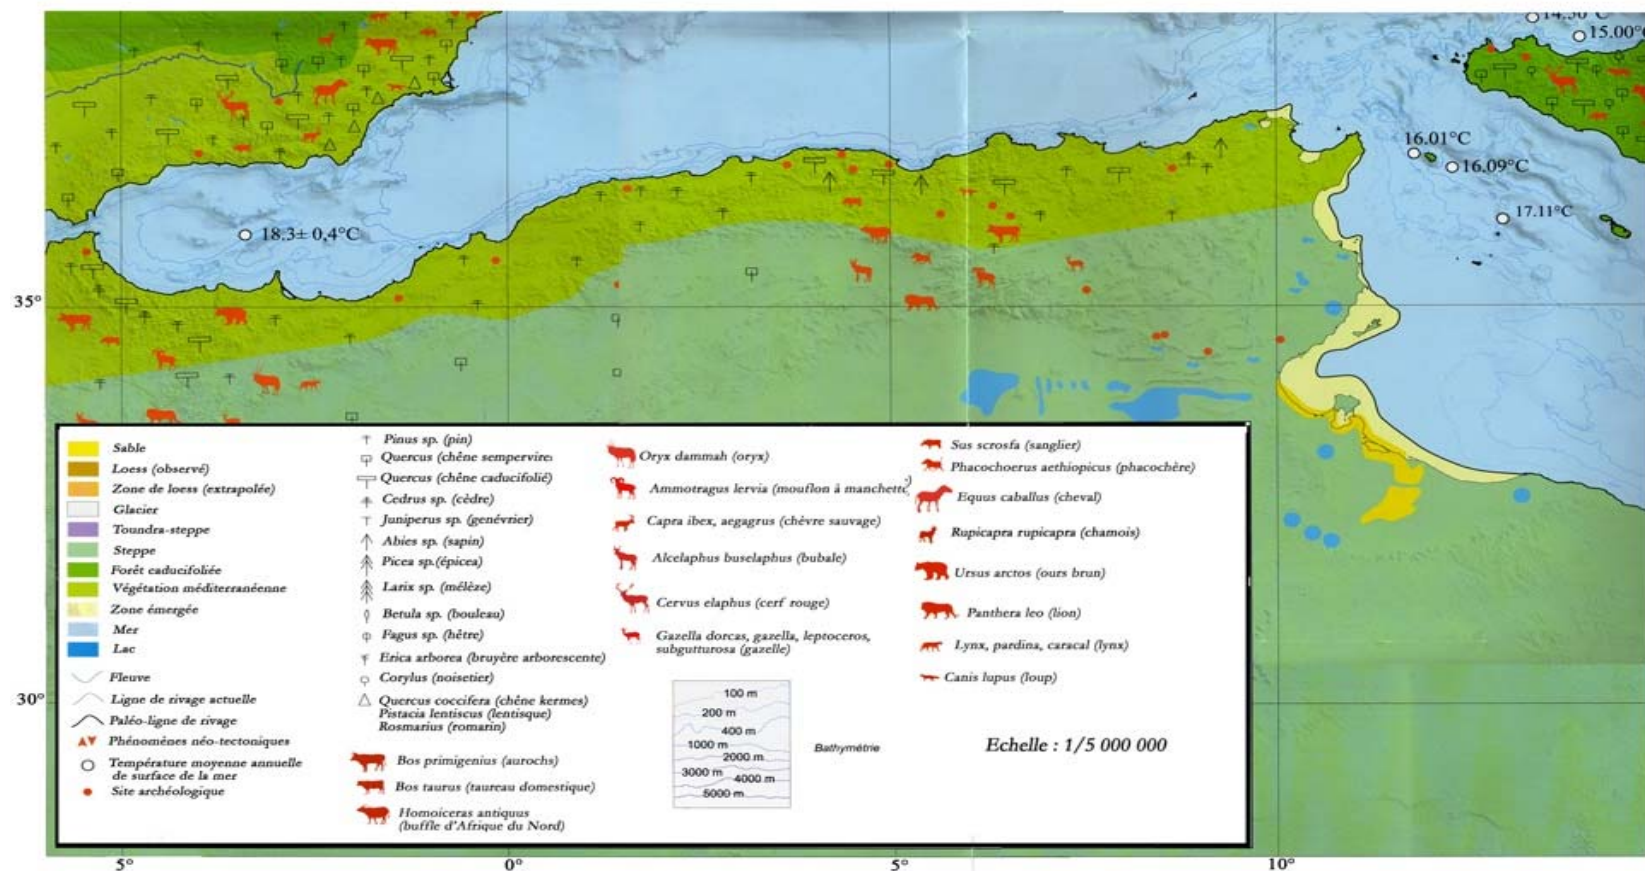 14.50°C
15.00°C
16.01°C
16.09°C
17.11°C
18.3± 0,4°C
35°
30°
Sable
Loess (observé)
Zone de loess (extrapolée)
Glacier
Toundra-steppe
Steppe
Forêt caducifoliée
Végétation méditerranéenne
Zone émergée
Mer
Lac
Fleuve
Ligne de rivage actuelle
Paléo-ligne de rivage
Phénomènes néo-tectoniques
Température moyenne annuelle
de surface de la mer
Site archéologique
Pinus sp. (pin)
Quercus (chêne sempervirens
Quercus (chêne caducifolié)
Cedrus sp. (cèdre)
Juniperus sp. (genévrier)
Abies sp. (sapin)
Picea sp.(épicea)
Larix sp. (mélèze)
Betula sp. (bouleau)
Fagus sp. (hêtre)
Erica arborea (bruyère arborescente)
Corylus (noisetier)
Quercus coccifera (chêne kermes)
Pistacia lentiscus (lentisque)
Rosmarius (romarin)
Bos primigenius (aurochs)
Bos taurus (taureau domestique)
Homoiceras antiquus
(buffle d'Afrique du Nord)
Oryx dammah (oryx)
Ammotragus lervia (mouflon à manchette)
Capra ibex, aegagrus (chèvre sauvage)
Alcelaphus buselaphus (bubale)
Cervus elaphus (cerf rouge)
Gazella dorcas, gazella, leptoceros,
subgutturosa (gazelle)
100 m
200 m
400 m
1000 m
2000 m
3000 m
4000 m
5000 m
Bathymétrie
Sus scrosfa (sanglier)
Phacochoerus aethiopicus (phacochère)
Equus caballus (cheval)
Rupicapra rupicapra (chamois)
Ursus arctos (ours brun)
Panthera leo (lion)
Lynx, pardina, caracal (lynx)
Canis lupus (loup)
Echelle : 1/5 000 000
5°
0°
5°
10°